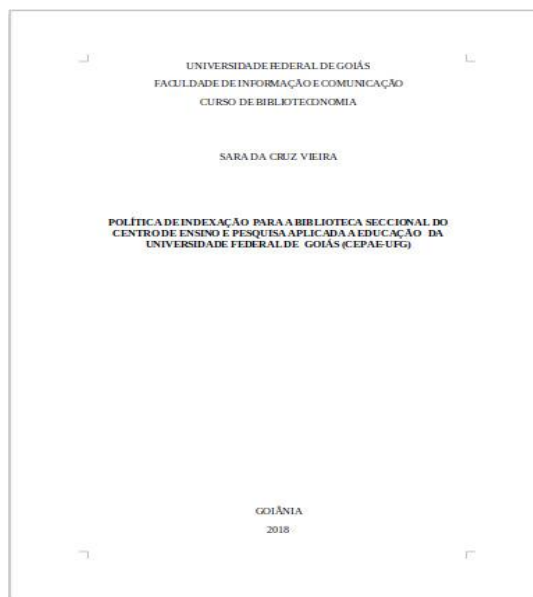 UNIVERSIDADE FEDERAL DE GOIÁS
FACULDADE DE INFORMAÇÃO E COMUNICAÇÃO
CURSO DE BIBLIOTECONOMIA
SARA DA CRUZ VIEIRA
POLÍTICA DE INDEXAÇÃO PARA A BIBLIOTECA SECCIONAL DO
CENTRO DE ENSINO E PESQUISA APLICADA A EDUCAÇÃO DA
UNIVERSIDADE FEDERAL DE GOIÁS (CEPAE-UFG)
GOIÂNIA
2018